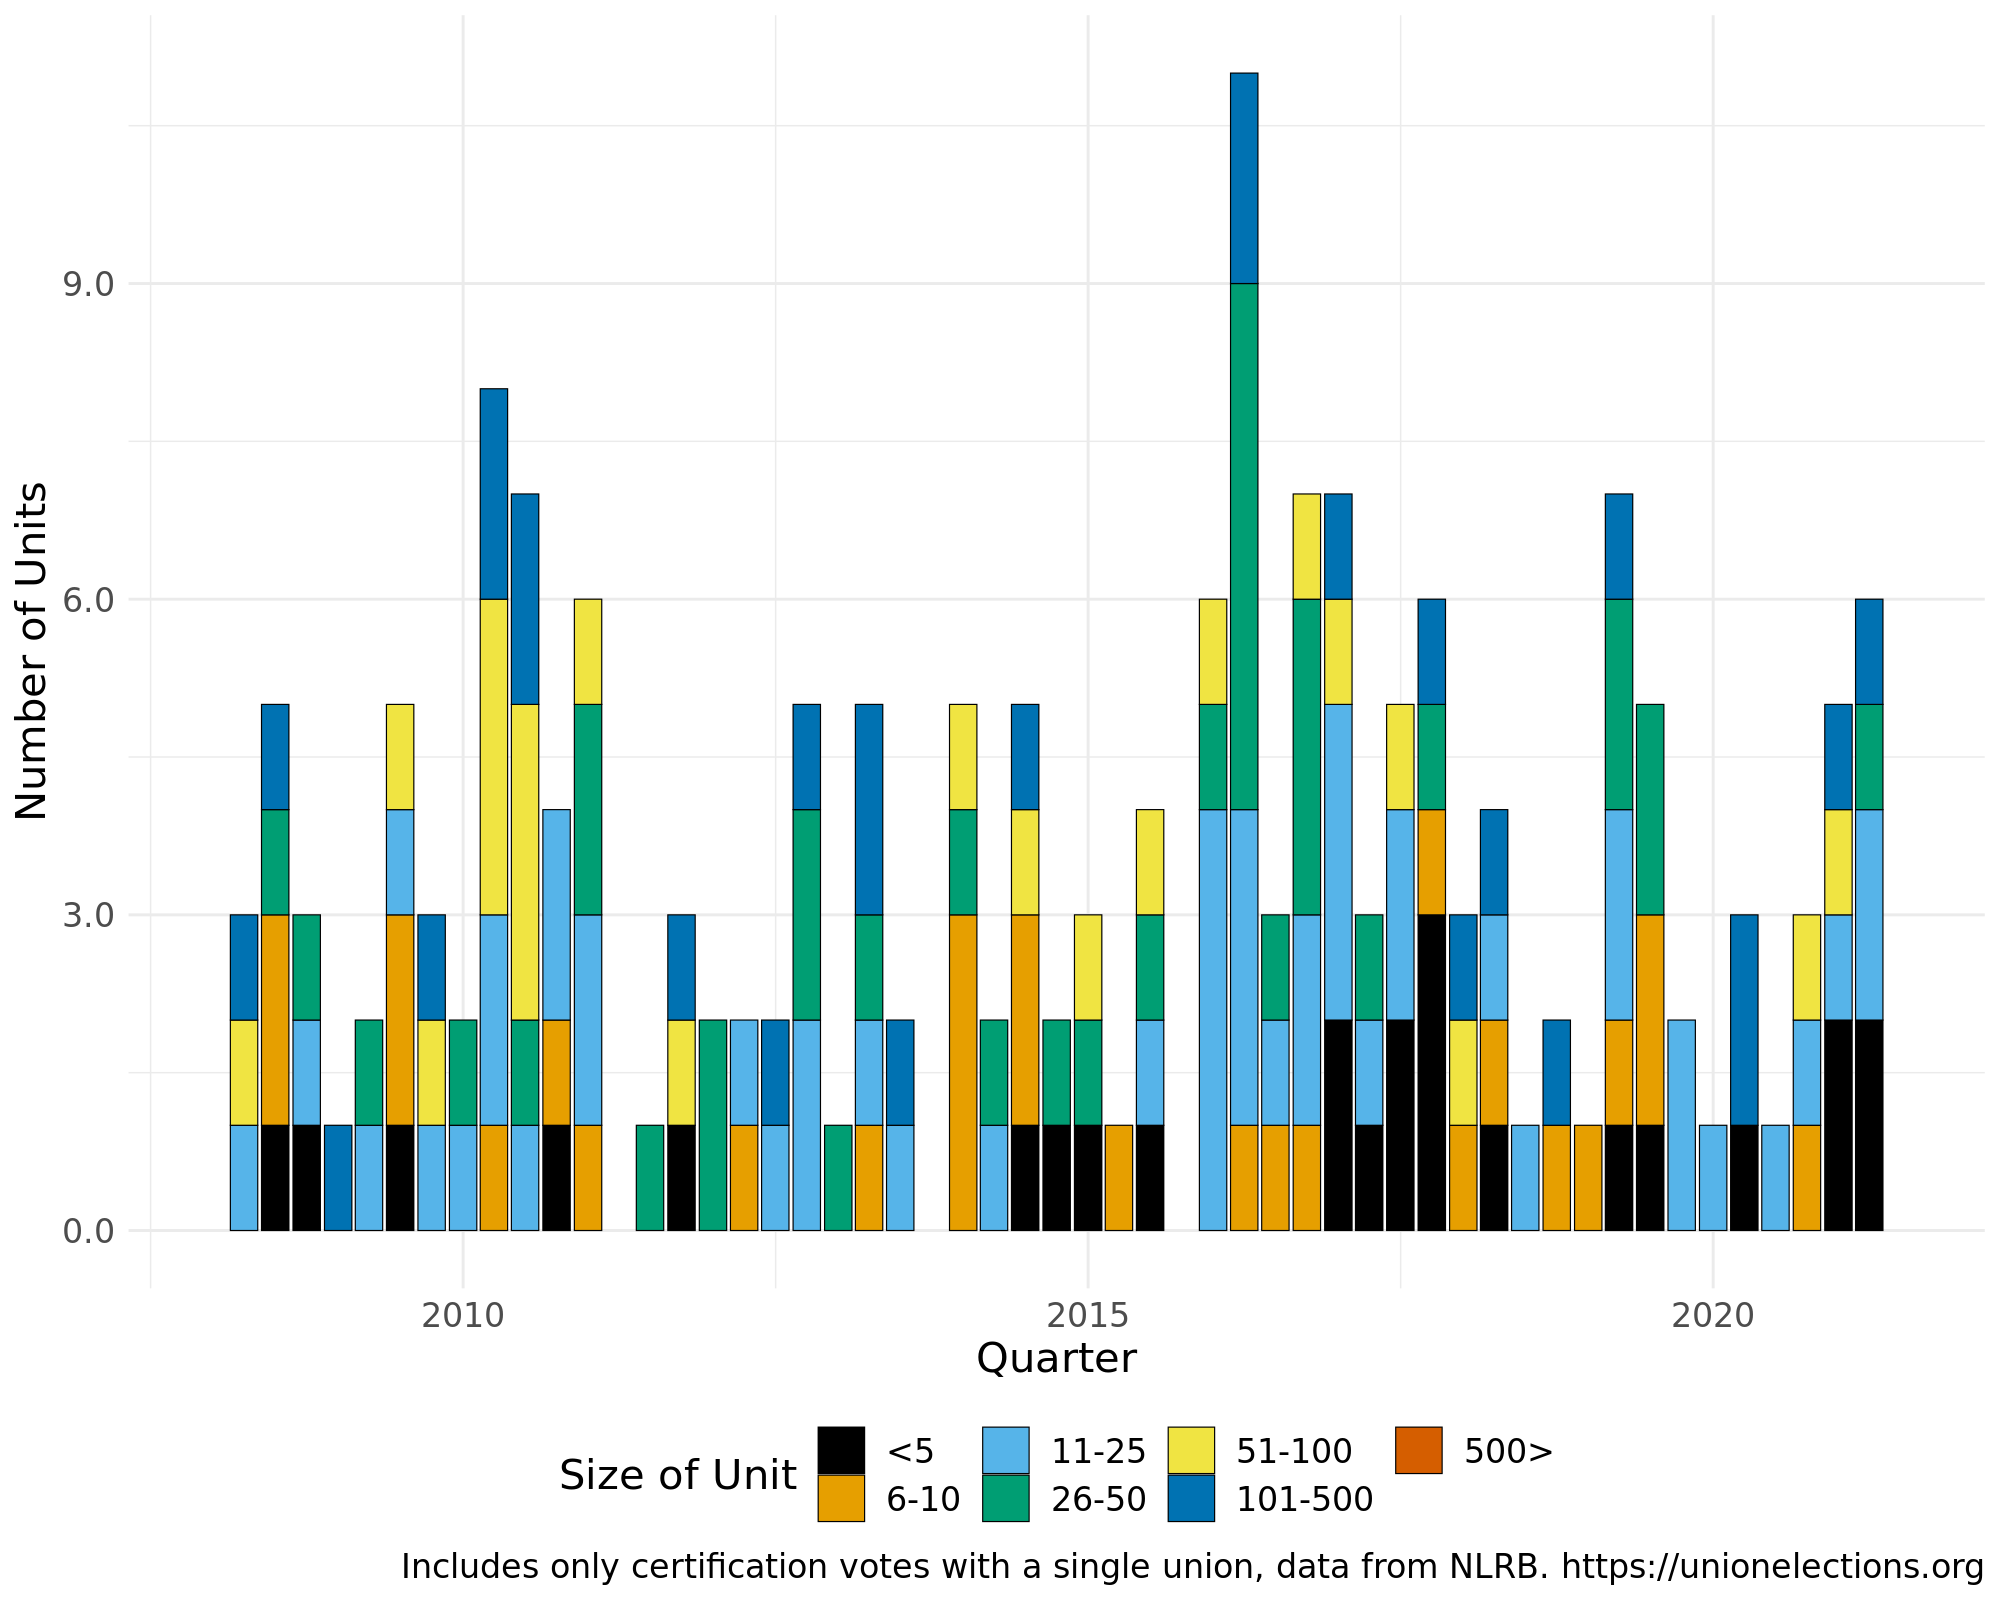 Number of Units
9.0
6.0
3.0
0.0
2010 2015 2020
Quarter
Size of Unit
<5 11-25 51-100 500>
6-10 26-50 101-500
Includes only certification votes with a single union, data from NLRB. https://unionelections.org